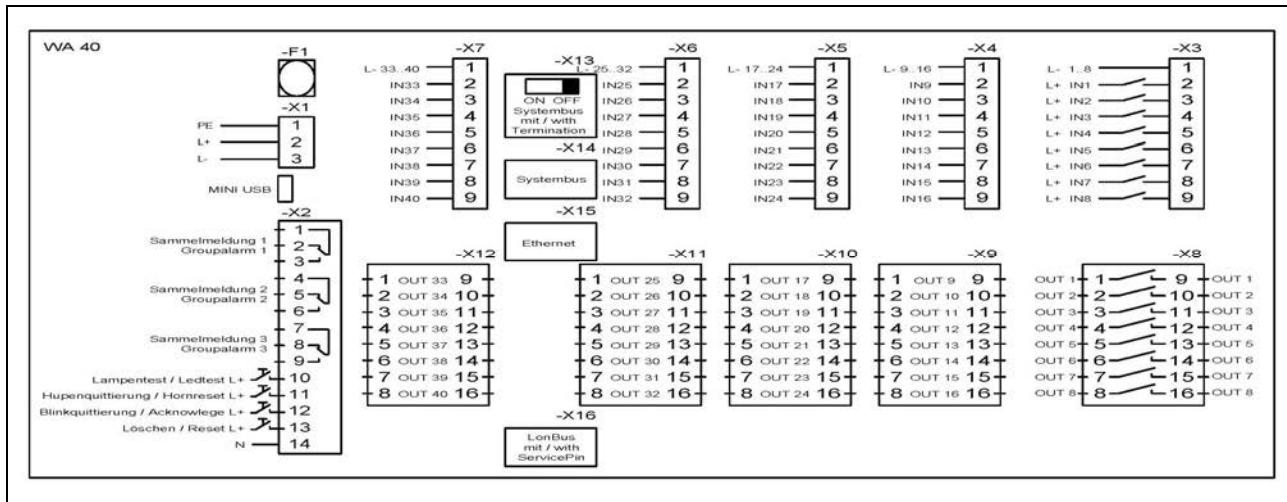 WA 40
-F1
-X1
PE 1
L+ 2
L- 3
MINI USB
-X2
1
Sammelmeldung 1
Groupalarm 1
2
3
4
Sammelmeldung 2
Groupalarm 2
5
6
7
Sammelmeldung 3
Groupalarm 3
8
9
Lampentest / Ledtest L+ 10
Hupenquittierung / Hornreset L+ 11
Blinkquittierung / Acknowlege L+ 12
Löschen / Reset L+ 13
N 14
-X7
L- 33..40 1
IN33 2
IN34 3
IN35 4
IN36 5
IN37 6
IN38 7
IN39 8
IN40 9
-X13
ON OFF
Systembus
mit / with
Termination
-X14
Systembus
-X15
Ethernet
-X6
L- 25..32 1
IN25 2
IN26 3
IN27 4
IN28 5
IN29 6
IN30 7
IN31 8
IN32 9
-X5
L- 17..24 1
IN17 2
IN18 3
IN19 4
IN20 5
IN21 6
IN22 7
IN23 8
IN24 9
-X4
L- 9..16 1
IN9 2
IN10 3
IN11 4
IN12 5
IN13 6
IN14 7
IN15 8
IN16 9
-X3
L- 1..8 1
L+ IN1 2
L+ IN2 3
L+ IN3 4
L+ IN4 5
L+ IN5 6
L+ IN6 7
L+ IN7 8
L+ IN8 9
-X12
1 OUT 33 9
2 OUT 34 10
3 OUT 35 11
4 OUT 36 12
5 OUT 37 13
6 OUT 38 14
7 OUT 39 15
8 OUT 40 16
-X11
1 OUT 25 9
2 OUT 26 10
3 OUT 27 11
4 OUT 28 12
5 OUT 29 13
6 OUT 30 14
7 OUT 31 15
8 OUT 32 16
-X10
1 OUT 17 9
2 OUT 18 10
3 OUT 19 11
4 OUT 20 12
5 OUT 21 13
6 OUT 22 14
7 OUT 23 15
8 OUT 24 16
-X9
1 OUT 9 9
2 OUT 10 10
3 OUT 11 11
4 OUT 12 12
5 OUT 13 13
6 OUT 14 14
7 OUT 15 15
8 OUT 16 16
-X8
OUT 1 1 9 OUT 1
OUT 2 2 10 OUT 2
OUT 3 3 11 OUT 3
OUT 4 4 12 OUT 4
OUT 5 5 13 OUT 5
OUT 6 6 14 OUT 6
OUT 7 7 15 OUT 7
OUT 8 8 16 OUT 8
-X16
LonBus
mit / with
ServicePin